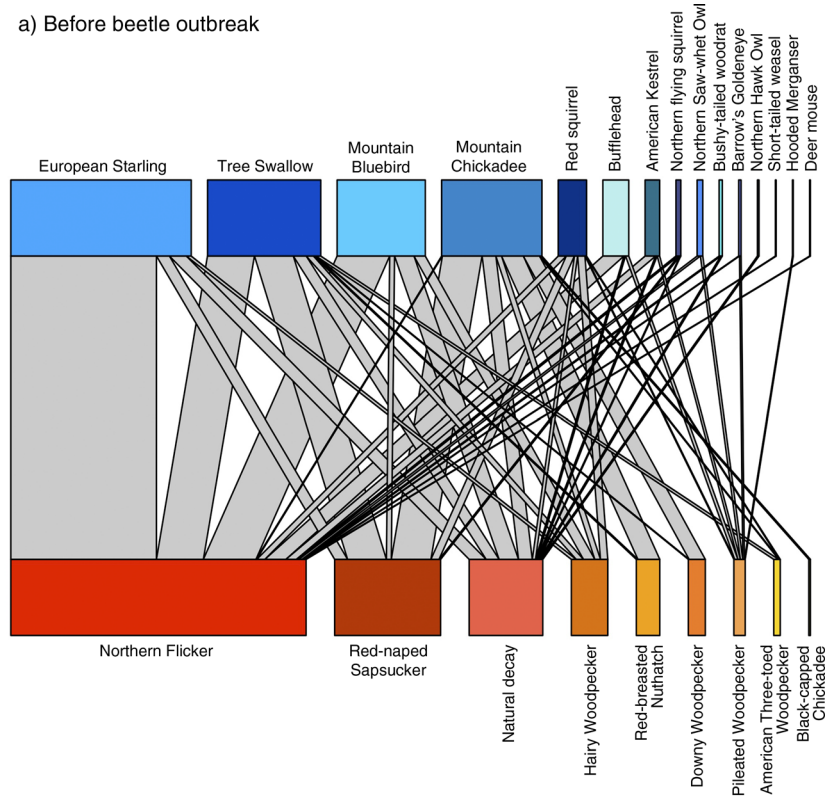 a) Before beetle outbreak
European Starling
Tree Swallow
Mountain
Bluebird
Mountain
Chickadee
Red squirrel
Bufflehead
American Kestrel
Northern flying squirrel
Northern Saw-whet Owl
Bushy-tailed woodrat
Barrow's Goldeneye
Northern Hawk Owl
Short-tailed weasel
Hooded Merganser
Deer mouse
Northern Flicker
Red-naped
Sapsucker
Natural decay
Hairy Woodpecker
Red-breasted
Nuthatch
Downy Woodpecker
Pileated Woodpecker
American Three-toed
Woodpecker
Black-capped
Chickadee